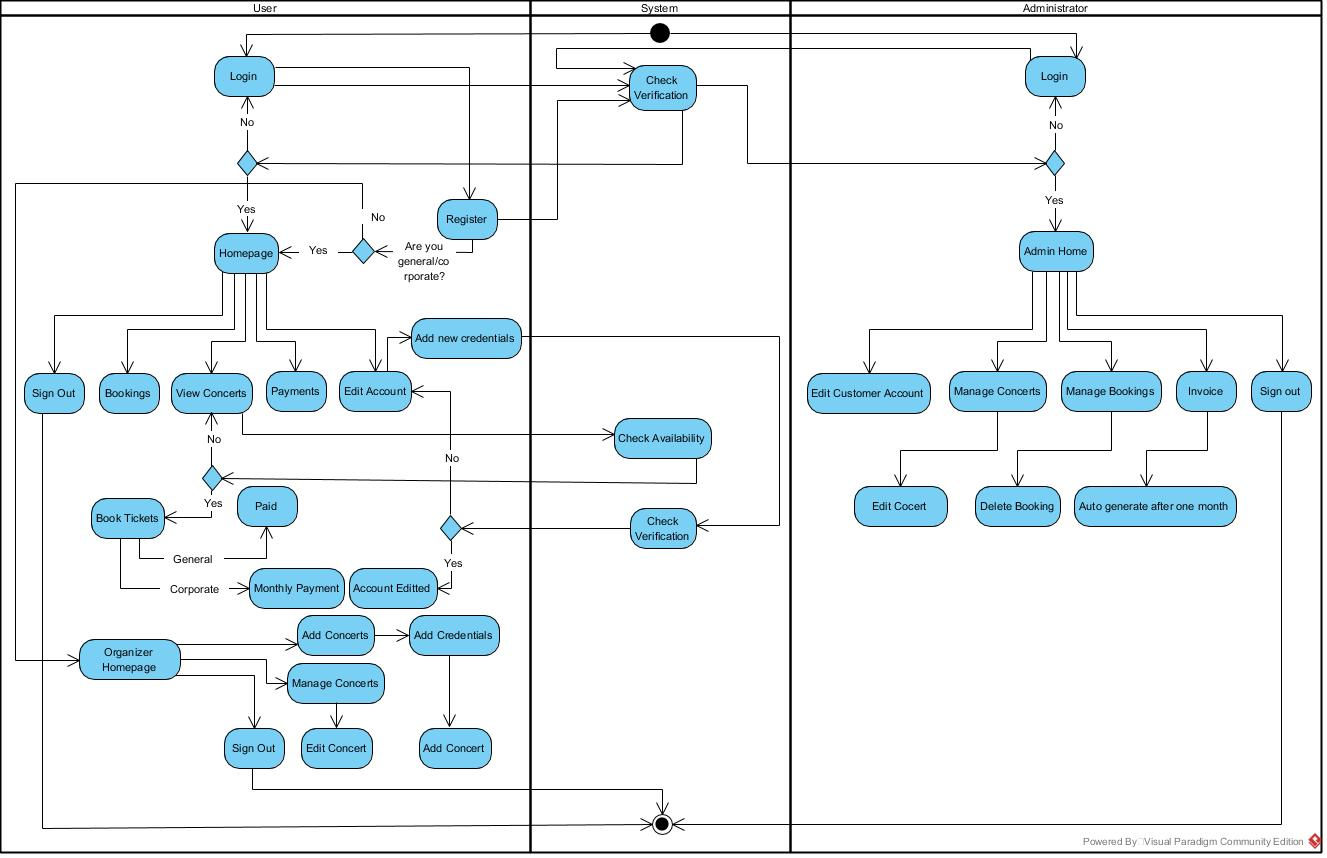 User
System
Administrator
Login
Check
Verification
Login
No
No
Yes
No
Register
Yes
Homepage
Yes
Are you
general/co
rporate?
Admin Home
Add new credentials
Sign Out
Bookings
View Concerts
Payments
Edit Account
Edit Customer Account
Manage Concerts
Manage Bookings
Invoice
Sign out
No
Check Availability
No
Yes
Paid
Book Tickets
Check
Verification
Edit Cocert
Delete Booking
Auto generate after one month
General
Yes
Corporate
Monthly Payment
Account Editted
Add Concerts
Add Credentials
Organizer
Homepage
Manage Concerts
Sign Out
Edit Concert
Add Concert
Powered By Visual Paradigm Community Edition